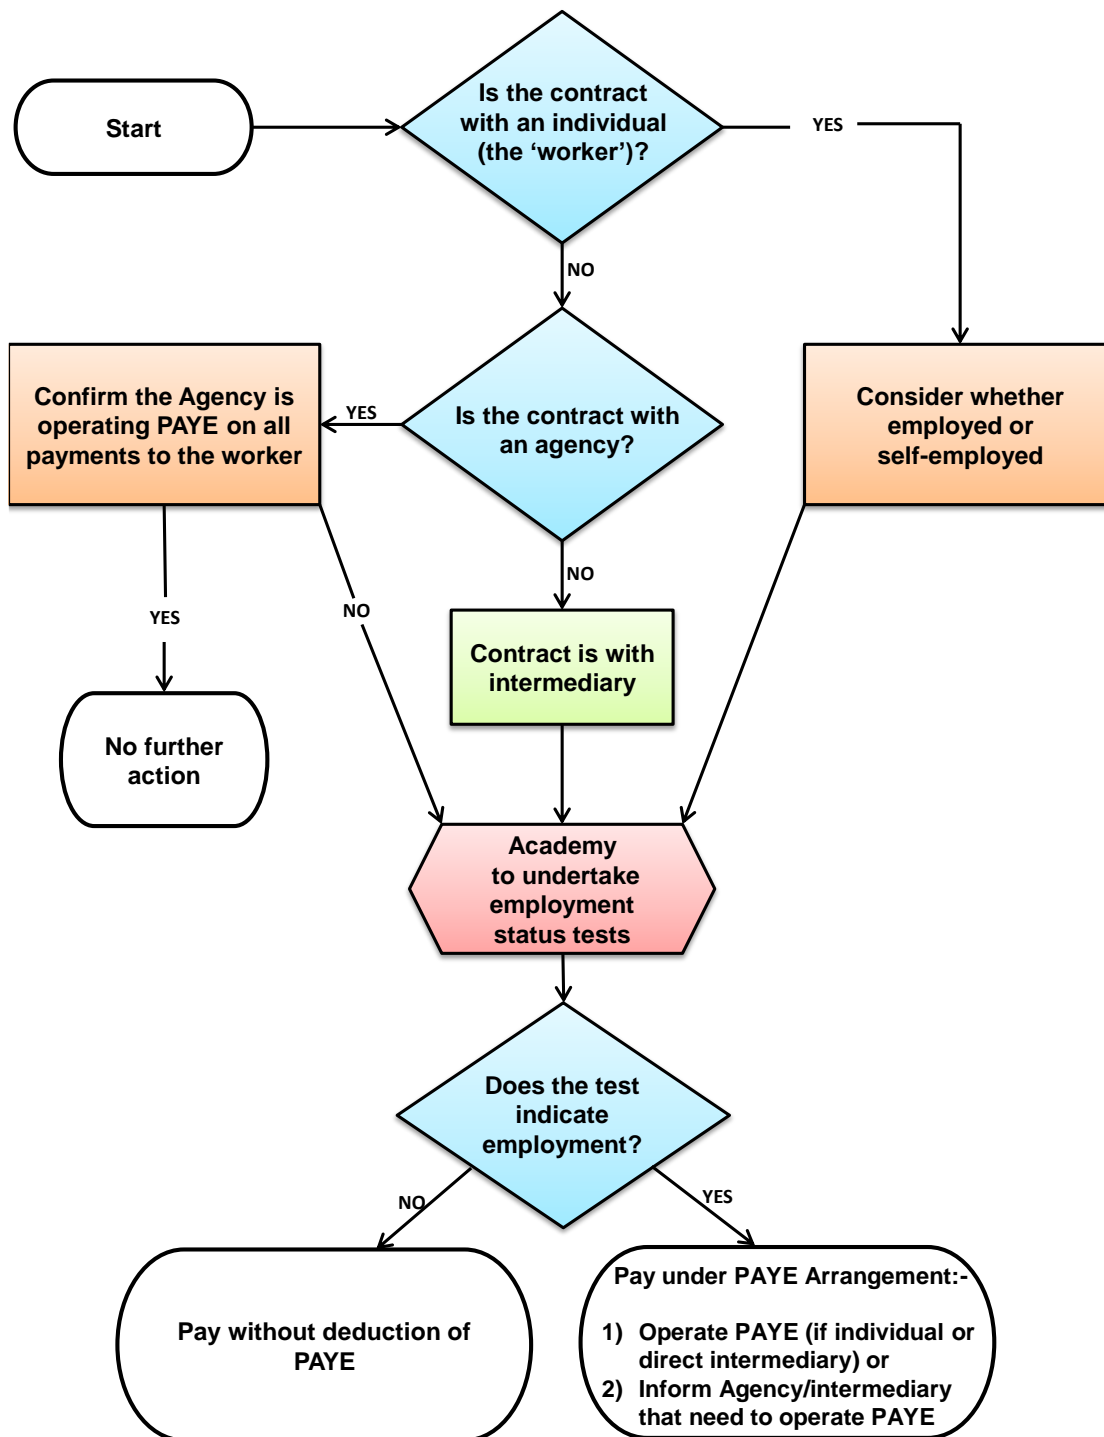 Start
Is the contract
with an individual
(the ‘worker’)?
YES
NO
Confirm the Agency is
operating PAYE on all
payments to the worker
YES
Is the contract with
an agency?
Consider whether
employed or
self-employed
NO
YES
NO
Contract is with
intermediary
No further
action
Academy
to undertake
employment
status tests
Does the test
indicate
employment?
NO
YES
Pay without deduction of
PAYE
Pay under PAYE Arrangement:-
1) Operate PAYE (if individual or
direct intermediary) or
2) Inform Agency/intermediary
that need to operate PAYE